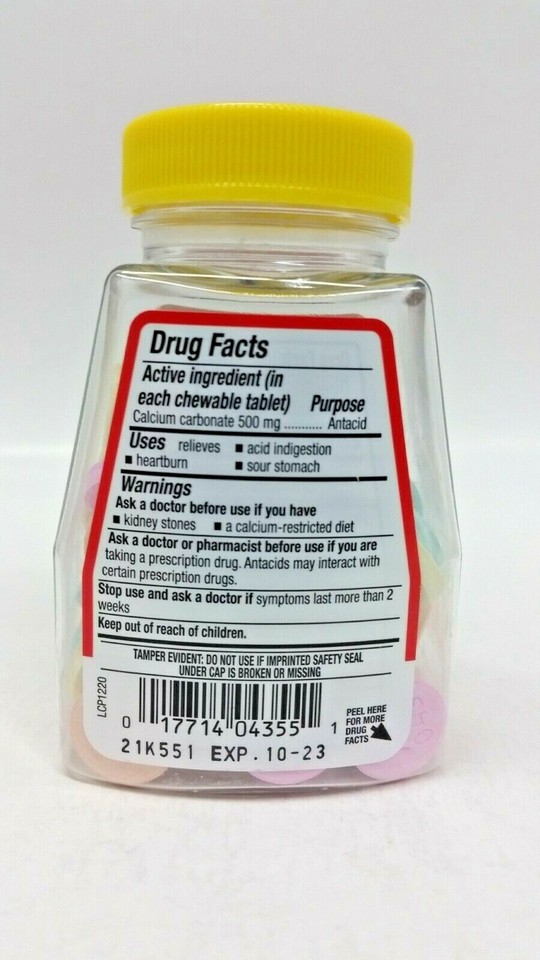 Drug Facts
Active ingredient (in
each chewable tablet) Purpose
Calcium carbonate 500 mg ........... Antacid
Uses relieves ■ acid indigestion
■ heartburn ■ sour stomach
Warnings
Ask a doctor before use if you have
■ kidney stones ■ a calcium-restricted diet
Ask a doctor or pharmacist before use if you are
taking a prescription drug. Antacids may interact with
certain prescription drugs.
Stop use and ask a doctor if symptoms last more than 2
weeks
Keep out of reach of children.
TAMPER EVIDENT: DO NOT USE IF IMPRINTED SAFETY SEAL
UNDER CAP IS BROKEN OR MISSING
LCP1220
0 17714 04355 1
PEEL HERE
FOR MORE
DRUG
FACTS
21K551 EXP. 10-23